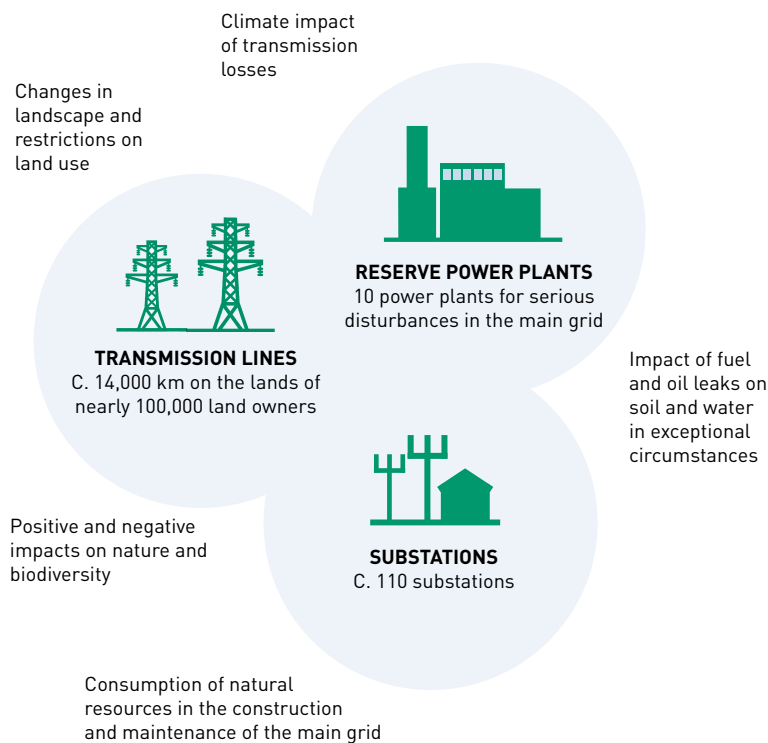 Climate impact
of transmission
losses
Changes in
landscape and
restrictions on
land use
RESERVE POWER PLANTS
10 power plants for serious
disturbances in the main grid
TRANSMISSION LINES
C. 14,000 km on the lands of
nearly 100,000 land owners
Impact of fuel
and oil leaks on
soil and water
in exceptional
circumstances
Positive and negative
impacts on nature and
biodiversity
SUBSTATIONS
C. 110 substations
Consumption of natural
resources in the construction
and maintenance of the main grid